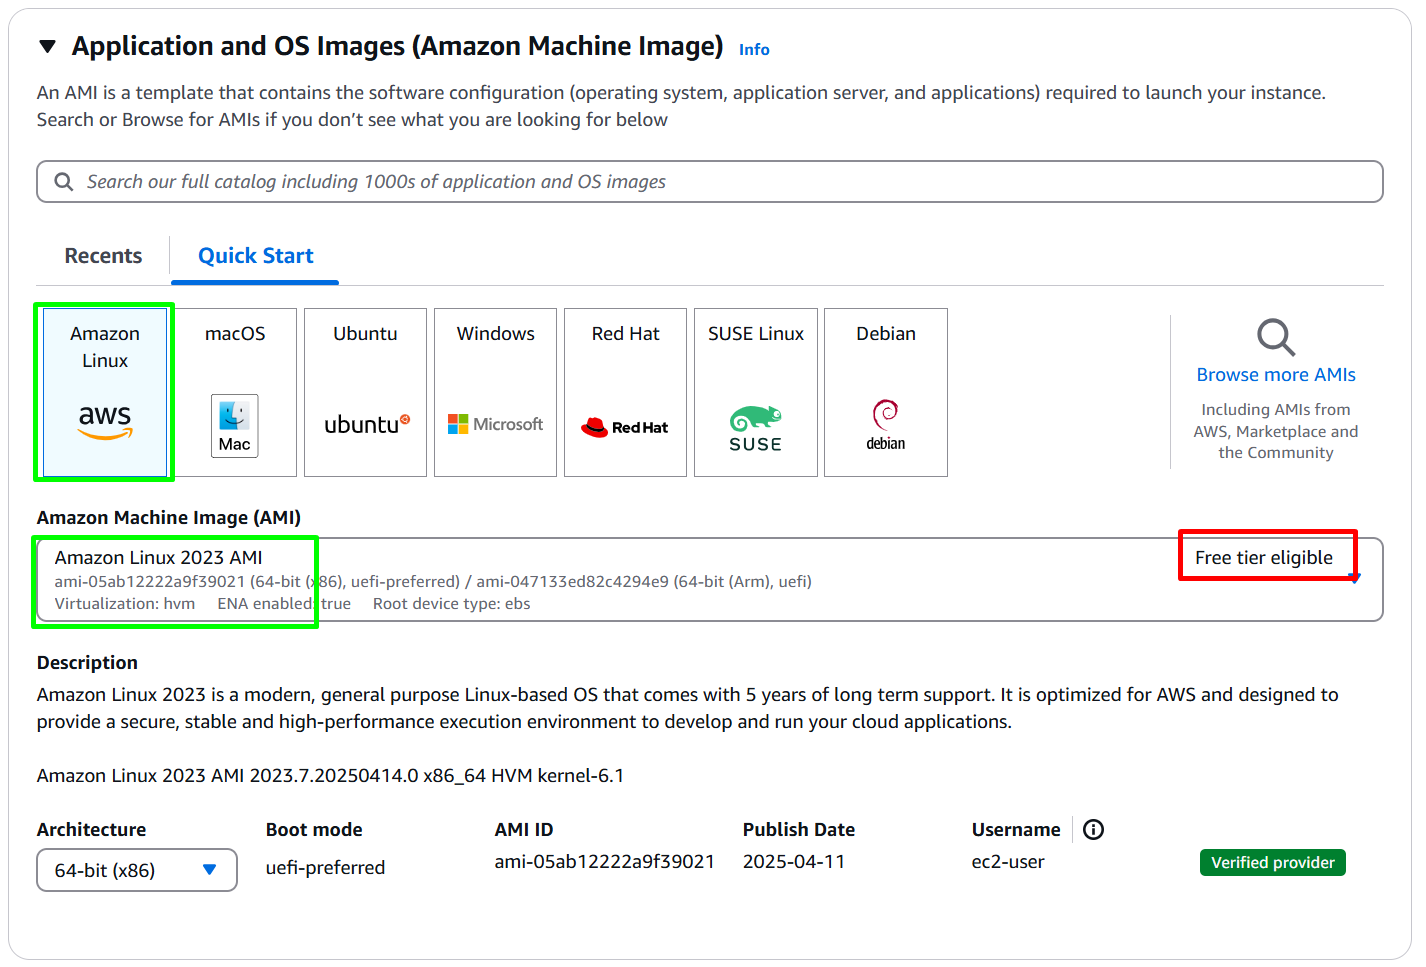 Application and OS Images (Amazon Machine Image) Info
An AMI is a template that contains the software configuration (operating system, application server, and applications) required to launch your instance.
Search or Browse for AMIs if you don’t see what you are looking for below
Search our full catalog including 1000s of application and OS images
Recents
Quick Start
Amazon
Linux
aws
macOS
Mac
Ubuntu
ubuntu
Windows
Microsoft
Red Hat
Red Hat
SUSE Linux
SUSE
Debian
debian
Browse more AMIs
Including AMIs from
AWS, Marketplace and
the Community
Amazon Machine Image (AMI)
Amazon Linux 2023 AMI
Free tier eligible
ami-05ab12222a9f39021 (64-bit (x86), uefi-preferred) / ami-047133ed82c4294e9 (64-bit (Arm), uefi)
Virtualization: hvm ENA enabled: true Root device type: ebs
Description
Amazon Linux 2023 is a modern, general purpose Linux-based OS that comes with 5 years of long term support. It is optimized for AWS and designed to
provide a secure, stable and high-performance execution environment to develop and run your cloud applications.
Amazon Linux 2023 AMI 2023.7.20250414.0 x86_64 HVM kernel-6.1
Architecture
64-bit (x86)
Boot mode
uefi-preferred
AMI ID
ami-05ab12222a9f39021
Publish Date
2025-04-11
Username
ec2-user
Verified provider